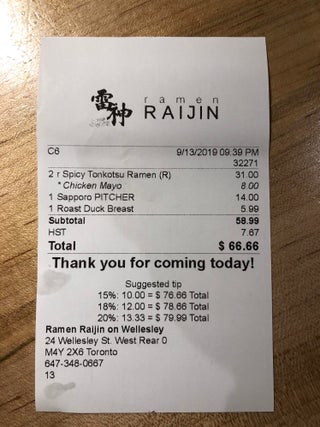 雷神
ramen
RAIJIN
C6 9/13/2019 09:39 PM
32271
2 r Spicy Tonkotsu Ramen (R) 31.00
* Chicken Mayo 8.00
1 Sapporo PITCHER 14.00
1 Roast Duck Breast 5.99
Subtotal 58.99
HST 7.67
Total $ 66.66
Thank you for coming today!
Suggested tip
15%: 10.00 = $ 76.66 Total
18%: 12.00 = $ 78.66 Total
20%: 13.33 = $ 79.99 Total
Ramen Raijin on Wellesley
24 Wellesley St. West Rear 0
M4Y 2X6 Toronto
647-348-0667
13